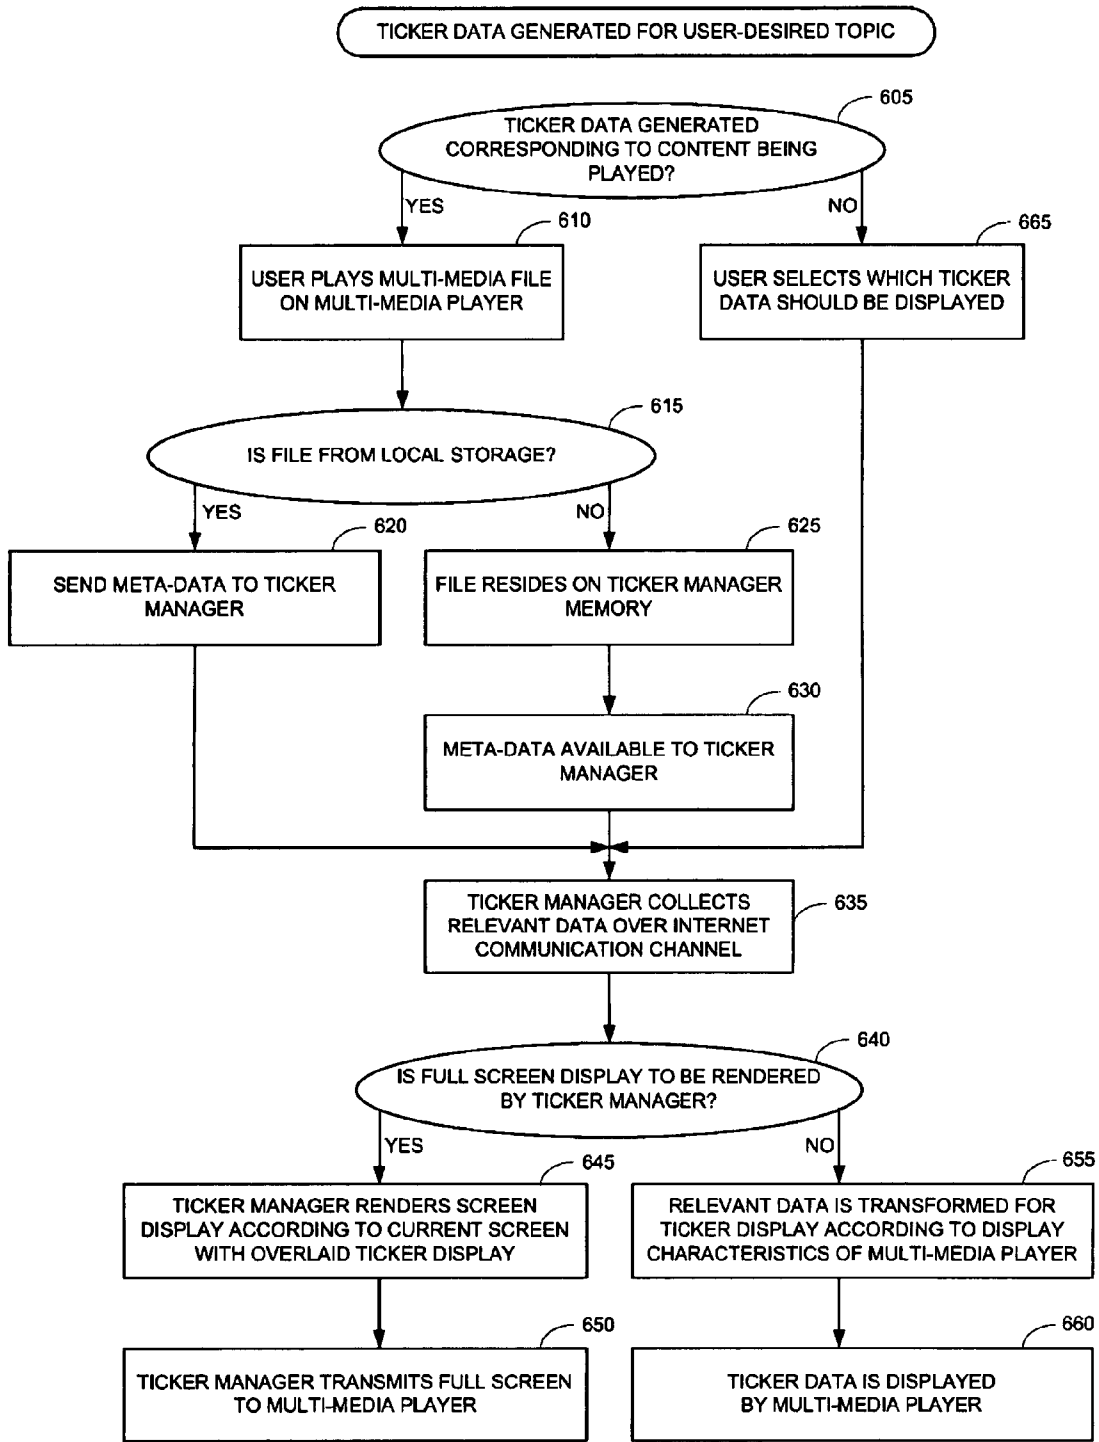 TICKER DATA GENERATED FOR USER-DESIRED TOPIC
605
TICKER DATA GENERATED
CORRESPONDING TO CONTENT BEING
PLAYED?
YES
NO
610
665
USER PLAYS MULTI-MEDIA FILE
ON MULTI-MEDIA PLAYER
USER SELECTS WHICH TICKER
DATA SHOULD BE DISPLAYED
615
IS FILE FROM LOCAL STORAGE?
YES
NO
620
625
SEND META-DATA TO TICKER
MANAGER
FILE RESIDES ON TICKER MANAGER
MEMORY
630
META-DATA AVAILABLE TO TICKER
MANAGER
635
TICKER MANAGER COLLECTS
RELEVANT DATA OVER INTERNET
COMMUNICATION CHANNEL
640
IS FULL SCREEN DISPLAY TO BE RENDERED
BY TICKER MANAGER?
YES
NO
645
655
TICKER MANAGER RENDERS SCREEN
DISPLAY ACCORDING TO CURRENT SCREEN
WITH OVERLAID TICKER DISPLAY
RELEVANT DATA IS TRANSFORMED FOR
TICKER DISPLAY ACCORDING TO DISPLAY
CHARACTERISTICS OF MULTI-MEDIA PLAYER
650
660
TICKER MANAGER TRANSMITS FULL SCREEN
TO MULTI-MEDIA PLAYER
TICKER DATA IS DISPLAYED
BY MULTI-MEDIA PLAYER